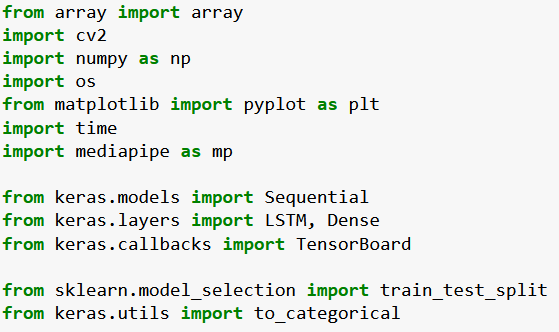 from array import array
import cv2
import numpy as np
import os
from matplotlib import pyplot as plt
import time
import mediapipe as mp
from keras.models import Sequential
from keras.layers import LSTM, Dense
from keras.callbacks import TensorBoard
from sklearn.model_selection import train_test_split
from keras.utils import to_categorical